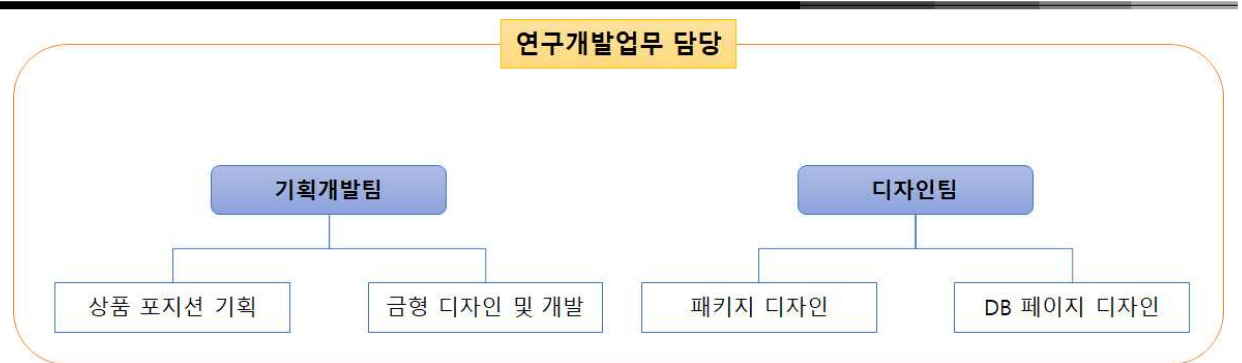 연구개발업무 담당
기획개발팀
디자인팀
상품 포지션 기획
금형 디자인 및 개발
패키지 디자인
DB 페이지 디자인